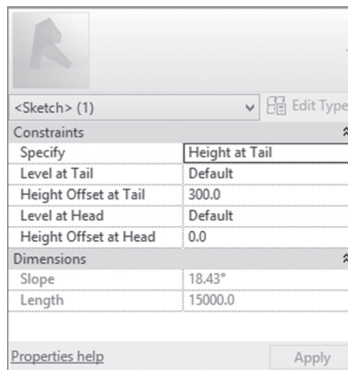 <Sketch> (1) Edit Type
Constraints
Specify Height at Tail
Level at Tail Default
Height Offset at Tail 300.0
Level at Head Default
Height Offset at Head 0.0
Dimensions
Slope 18.43°
Length 15000.0
Properties help Apply